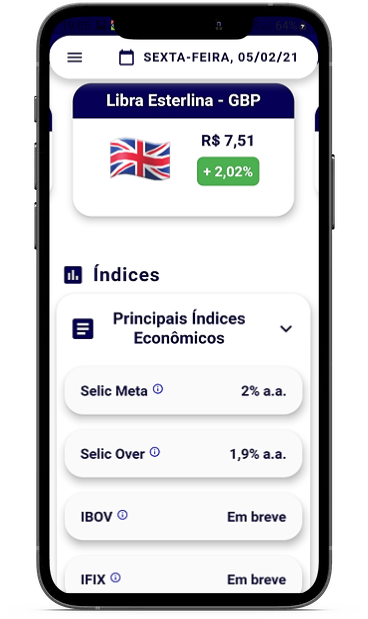 64%
SEXTA-FEIRA, 05/02/21
Libra Esterlina - GBP
R$ 7,51
+ 2,02%
Índices
Principais Índices
Econômicos
Selic Meta 2% a.a.
Selic Over 1,9% a.a.
IBOV Em breve
IFIX Em breve